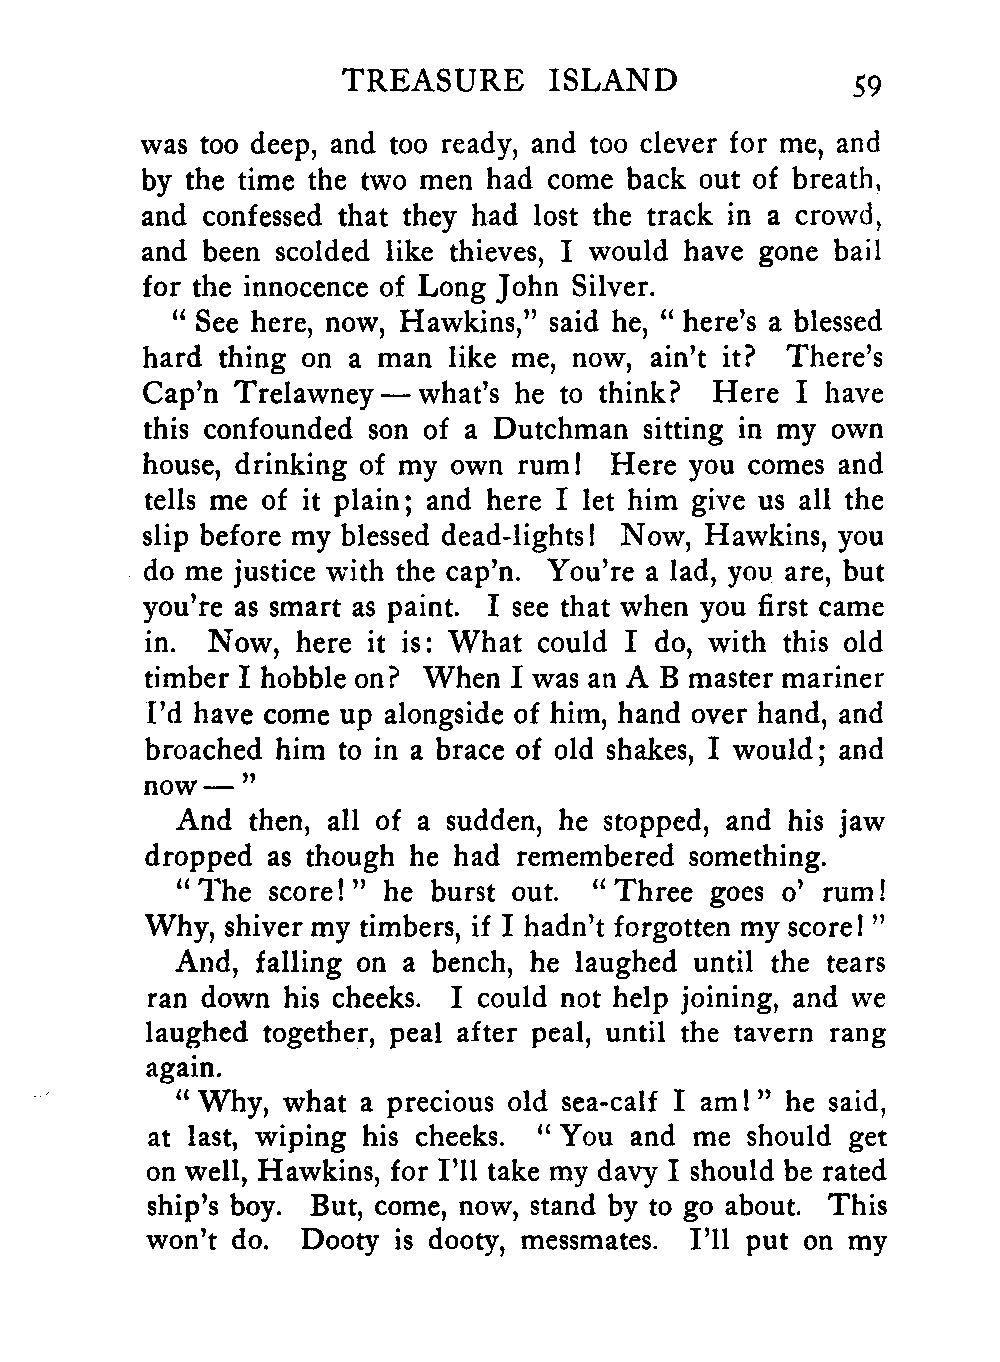 TREASURE ISLAND 59
was too deep, and too ready, and too clever for me, and
by the time the two men had come back out of breath,
and confessed that they had lost the track in a crowd,
and been scolded like thieves, I would have gone bail
for the innocence of Long John Silver.
“ See here, now, Hawkins,” said he, “ here’s a blessed
hard thing on a man like me, now, ain’t it? There’s
Cap’n Trelawney — what’s he to think? Here I have
this confounded son of a Dutchman sitting in my own
house, drinking of my own rum! Here you comes and
tells me of it plain; and here I let him give us all the
slip before my blessed dead-lights! Now, Hawkins, you
do me justice with the cap’n. You’re a lad, you are, but
you’re as smart as paint. I see that when you first came
in. Now, here it is: What could I do, with this old
timber I hobble on? When I was an A B master mariner
I’d have come up alongside of him, hand over hand, and
broached him to in a brace of old shakes, I would; and
now — ”
And then, all of a sudden, he stopped, and his jaw
dropped as though he had remembered something.
“ The score! ” he burst out. “ Three goes o’ rum!
Why, shiver my timbers, if I hadn’t forgotten my score! ”
And, falling on a bench, he laughed until the tears
ran down his cheeks. I could not help joining, and we
laughed together, peal after peal, until the tavern rang
again.
“ Why, what a precious old sea-calf I am! ” he said,
at last, wiping his cheeks. “ You and me should get
on well, Hawkins, for I’ll take my davy I should be rated
ship’s boy. But, come, now, stand by to go about. This
won’t do. Dooty is dooty, messmates. I’ll put on my